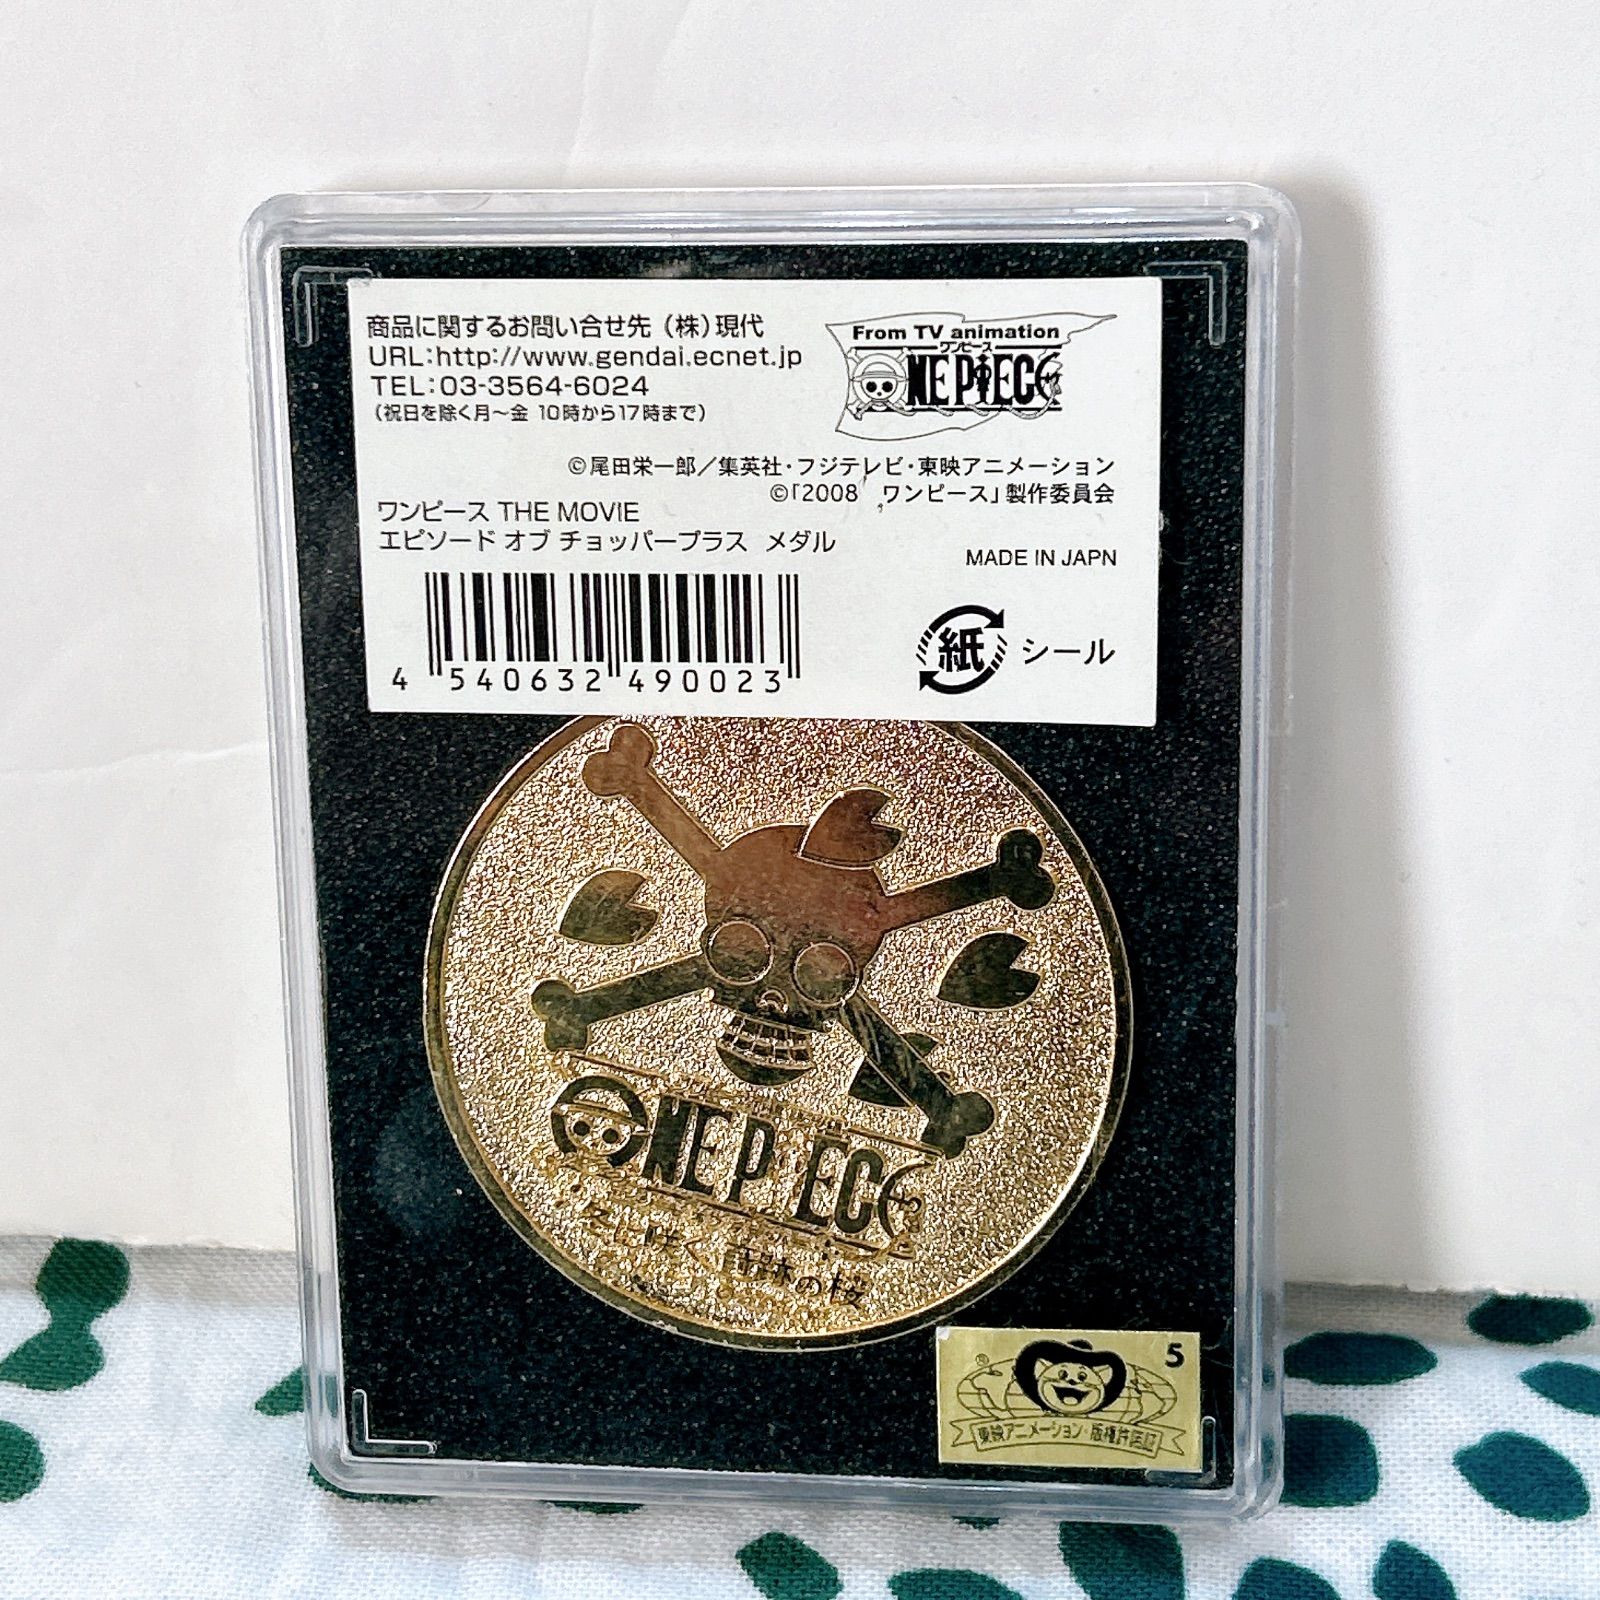 商品に関するお問い合せ先（株）現代
URL:http://www.gendai.ecnet.jp
TEL:03-3564-6024
（祝日を除く月～金 10時から17時まで）
From TV animation
ワンピース
ONE PIECE
©尾田栄一郎／集英社・フジテレビ・東映アニメーション
©「2008 ワンピース」製作委員会
ワンピース THE MOVIE
エピソード オブ チョッパープラス メダル
MADE IN JAPN
4 540632 490023
紙 シール
ONE PIECE
冬に咲く、奇跡の桜
5
®
東映アニメーション・版権許諾証